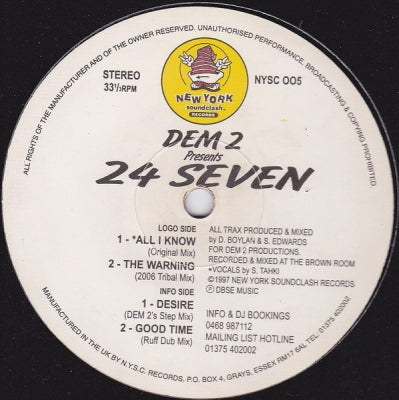 ALL RIGHTS OF THE MANUFACTURER AND OF THE OWNER RESERVED. UNAUTHORISED PERFORMANCE, BROADCASTING & COPYING PROHIBITED.
STEREO
33⅓RPM
NYSC 005
NEW YORK
soundclash
RECORDS
DEM 2
Presents
24 SEVEN
LOGO SIDE
1 - *ALL I KNOW
(Original Mix)
2 - THE WARNiNG
(2006 Tribal Mix)
INFO SIDE
1 - DESIRE
(DEM 2's Step Mix)
2 - GOOD TIME
(Ruff Dub Mix)
ALL TRAX PRODUCED & MIXED
by D. BOYLAN & S. EDWARDS
FOR DEM 2 PRODUCTIONS.
RECORDED & MIXED AT THE BROWN ROOM
*VOCALS by S. TAHKI
©1997 NEW YORK SOUNDCLASH RECORDS
Ⓟ DBSE MUSIC
INFO & DJ BOOKINGS
0468 987112
MAILING LIST HOTLINE
01375 402002
MANUFACTURED IN THE UK BY N.Y.S.C. RECORDS, P.O. BOX 4, GRAYS, ESSEX RM17 6AL TEL 01375 402002